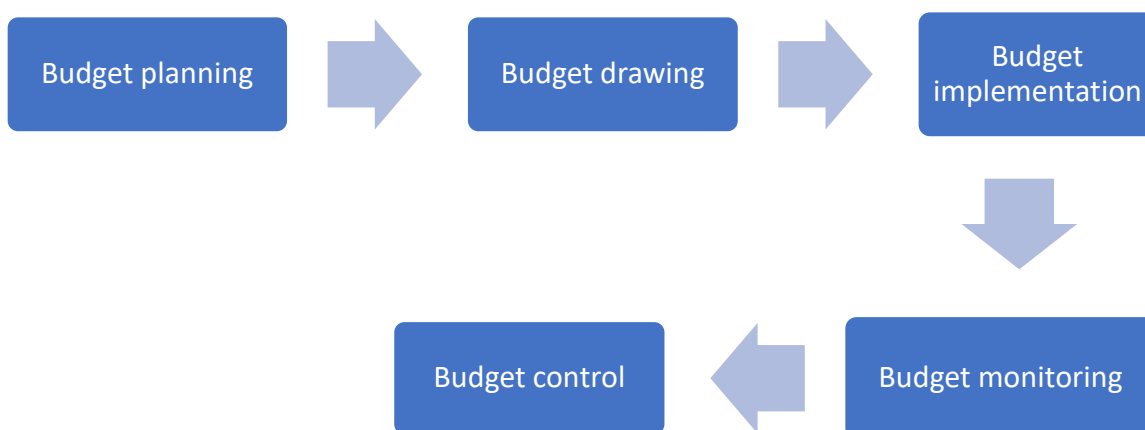 Budget planning
Budget drawing
Budget
implementation
Budget monitoring
Budget control